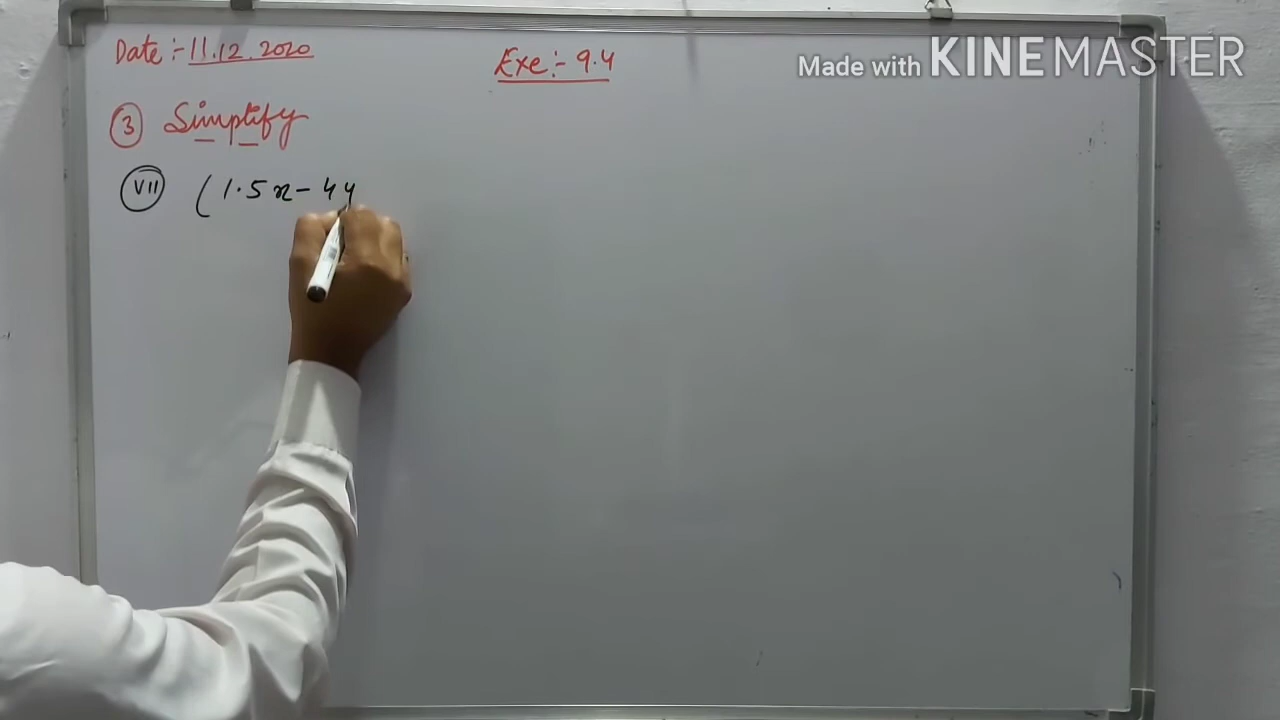 Date :- 11.12.2020
Exe :- 9.4
Made with KINEMASTER
3 Simplify
VII (1.5x - 4y